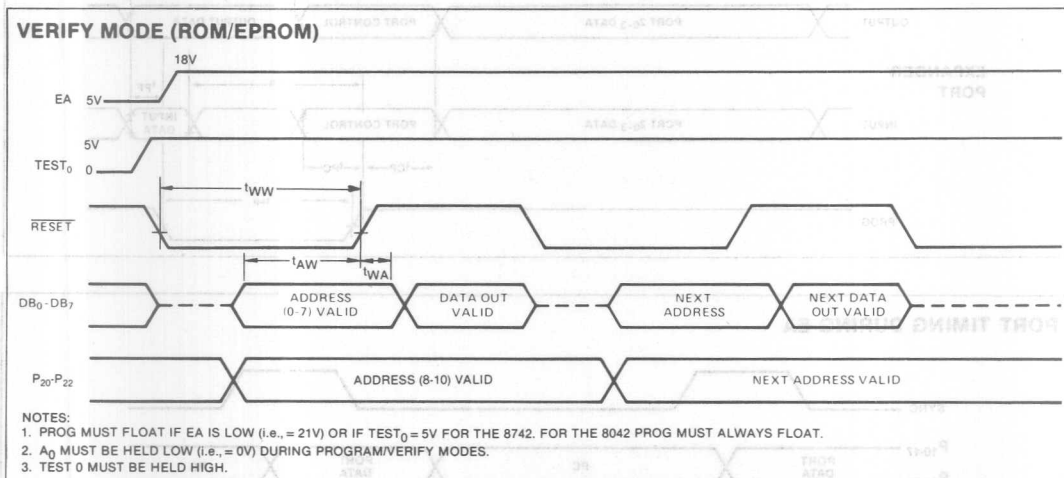 VERIFY MODE (ROM/EPROM)
18V
EA 5V
5V
TEST0 0
tWW
RESET
tAW
tWA
DB0-DB7
ADDRESS (0-7) VALID
DATA OUT VALID
NEXT ADDRESS
NEXT DATA OUT VALID
P20-P22
ADDRESS (8-10) VALID
NEXT ADDRESS VALID
NOTES:
1. PROG MUST FLOAT IF EA IS LOW (i.e., = 21V) OR IF TEST0 = 5V FOR THE 8742. FOR THE 8042 PROG MUST ALWAYS FLOAT.
2. A0 MUST BE HELD LOW (i.e., = 0V) DURING PROGRAM/VERIFY MODES.
3. TEST 0 MUST BE HELD HIGH.